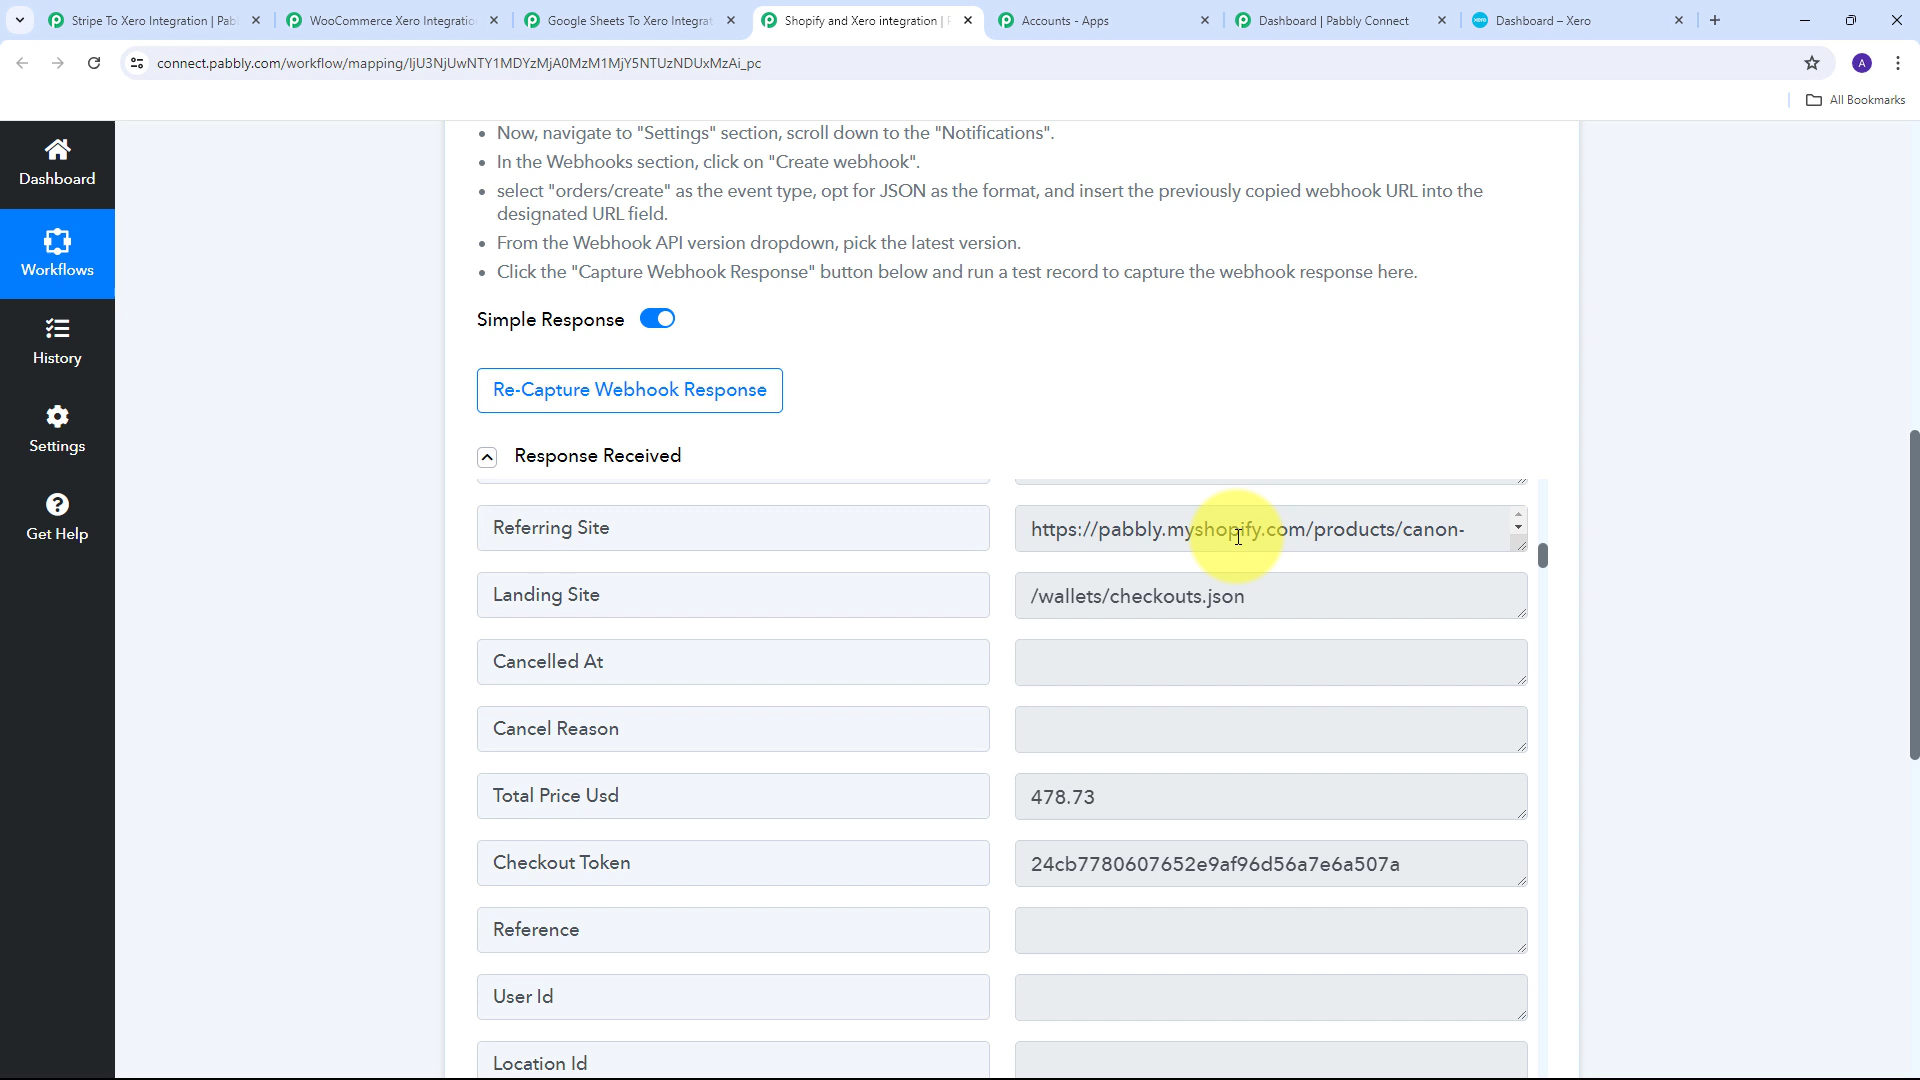 Stripe To Xero Integration | Pab
WooCommerce Xero Integratio
Google Sheets To Xero Integrat
Shopify and Xero integration |
Accounts - Apps
Dashboard | Pabbly Connect
Dashboard – Xero
connect.pabbly.com/workflow/mapping/IjU3NjUwNTY1MDYzMjA0MzM1MjY5NTUzNDUxMzAi_pc
A
All Bookmarks
Dashboard
Workflows
History
Settings
Get Help
• Now, navigate to "Settings" section, scroll down to the "Notifications".
• In the Webhooks section, click on "Create webhook".
• select "orders/create" as the event type, opt for JSON as the format, and insert the previously copied webhook URL into the
designated URL field.
• From the Webhook API version dropdown, pick the latest version.
• Click the "Capture Webhook Response" button below and run a test record to capture the webhook response here.
Simple Response
Re-Capture Webhook Response
Response Received
Referring Site
https://pabbly.myshopify.com/products/canon-
Landing Site
/wallets/checkouts.json
Cancelled At
Cancel Reason
Total Price Usd
478.73
Checkout Token
24cb7780607652e9af96d56a7e6a507a
Reference
User Id
Location Id